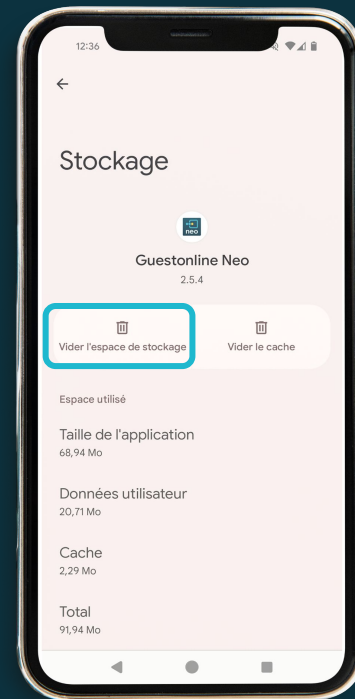 12:36
Stockage
neo
Guestonline Neo
2.5.4
Vider l'espace de stockage
Vider le cache
Espace utilisé
Taille de l'application
68,94 Mo
Données utilisateur
20,71 Mo
Cache
2,29 Mo
Total
91,94 Mo